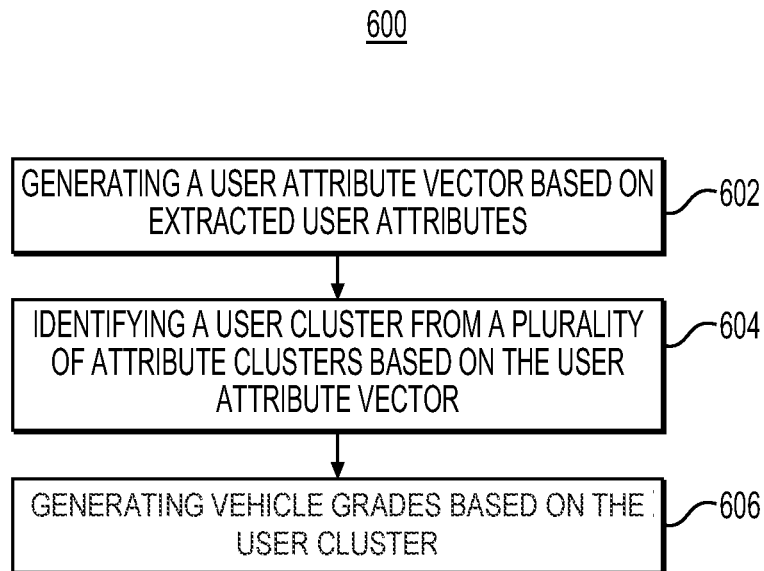 600
GENERATING A USER ATTRIBUTE VECTOR BASED ON
EXTRACTED USER ATTRIBUTES
602
IDENTIFYING A USER CLUSTER FROM A PLURALITY
OF ATTRIBUTE CLUSTERS BASED ON THE USER
ATTRIBUTE VECTOR
604
GENERATING VEHICLE GRADES BASED ON THE
USER CLUSTER
606